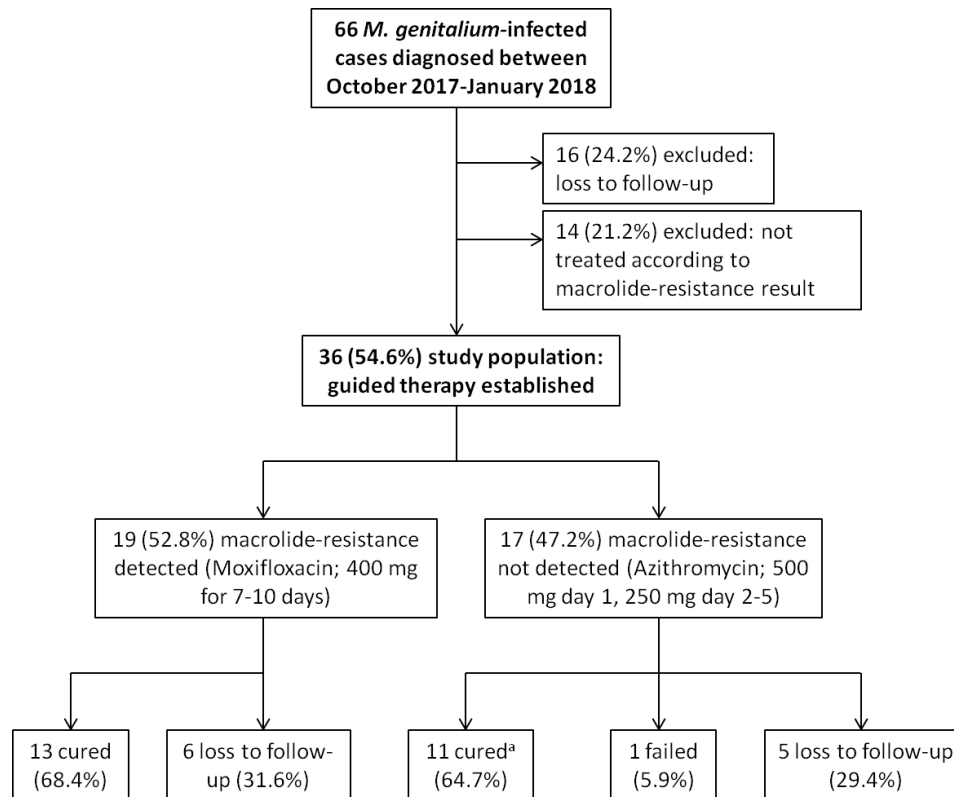 66 M. genitalium-infected
cases diagnosed between
October 2017-January 2018
16 (24.2%) excluded:
loss to follow-up
14 (21.2%) excluded: not
treated according to
macrolide-resistance result
36 (54.6%) study population:
guided therapy established
19 (52.8%) macrolide-resistance
detected (Moxifloxacin; 400 mg
for 7-10 days)
17 (47.2%) macrolide-resistance
not detected (Azithromycin; 500
mg day 1, 250 mg day 2-5)
13 cured
(68.4%)
6 loss to follow-
up (31.6%)
11 curedᵃ
(64.7%)
1 failed
(5.9%)
5 loss to follow-up
(29.4%)